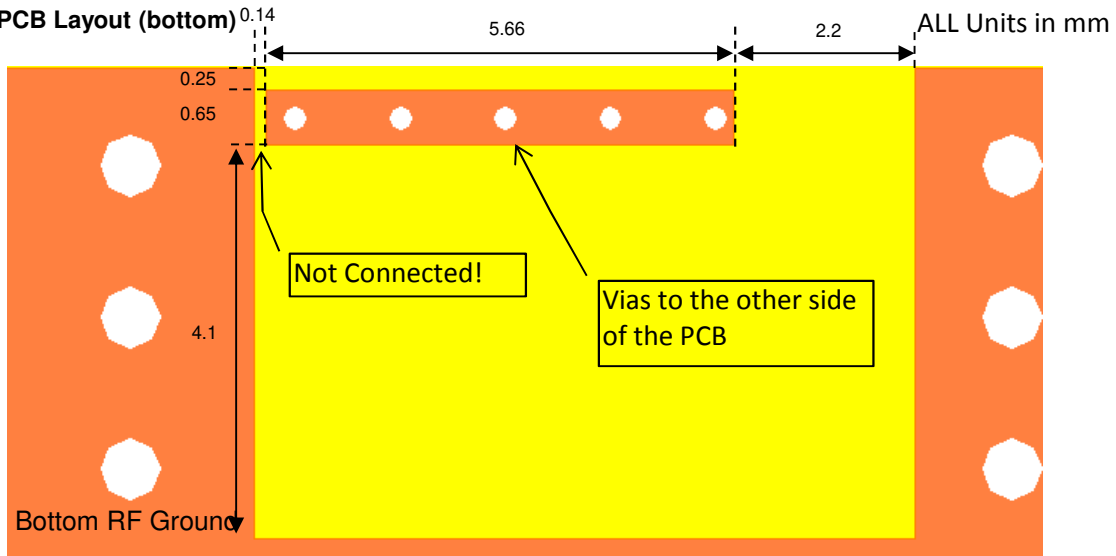 PCB Layout (bottom)
0.14
5.66
2.2
ALL Units in mm
0.25
0.65
Not Connected!
Vias to the other side
of the PCB
4.1
Bottom RF Ground